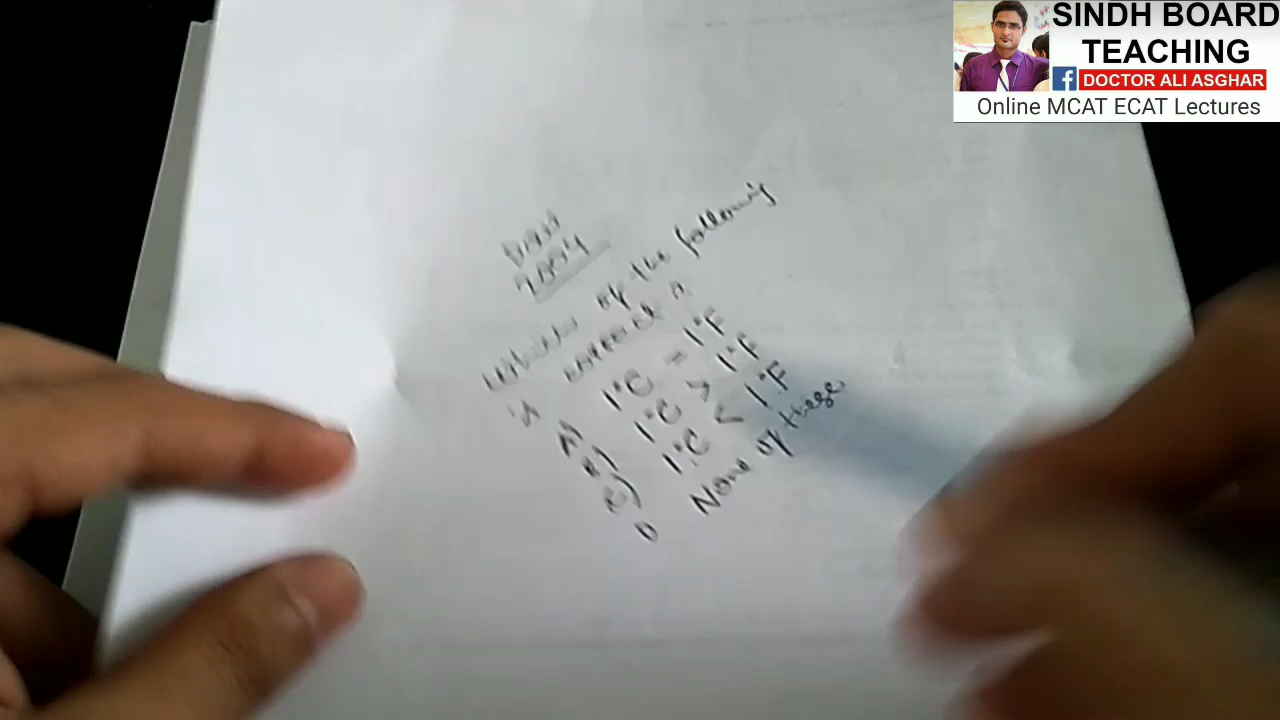 SINDH BOARD
TEACHING
f DOCTOR ALI ASGHAR
Online MCAT ECAT Lectures
2004
Which of the following
is correct
A) 1°C = 1°F
B) 1°C > 1°F
C) 1°C < 1°F
D None of these